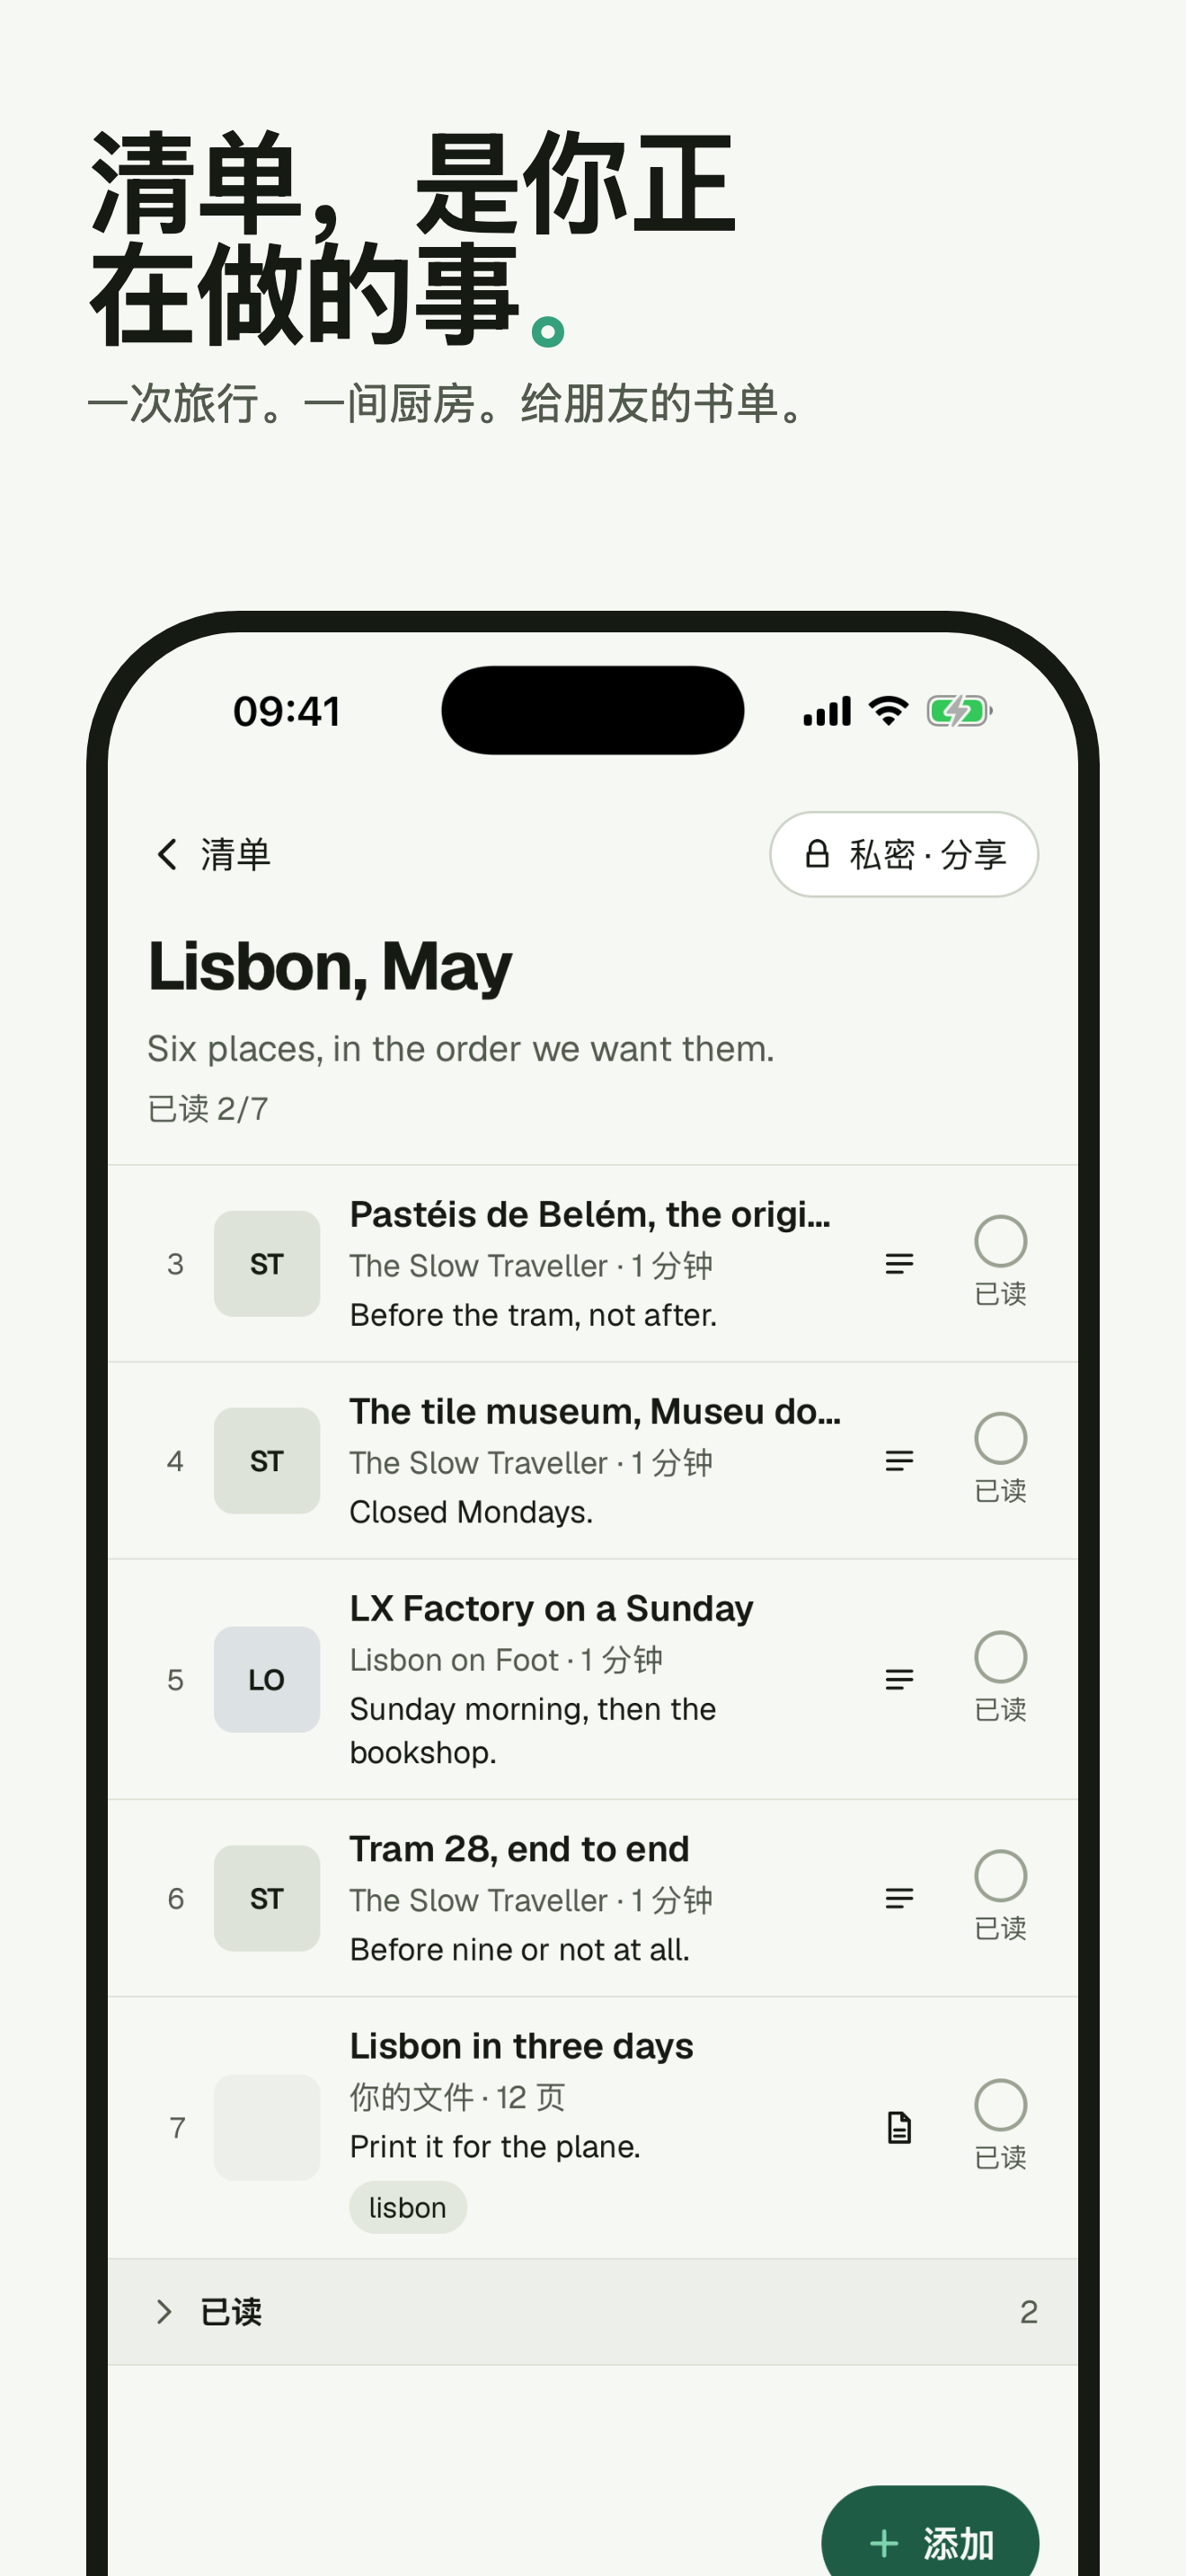 清单，是你正
在做的事。
一次旅行。一间厨房。给朋友的书单。
09:41
清单
私密 · 分享
Lisbon, May
Six places, in the order we want them.
已读 2/7
3
ST
Pastéis de Belém, the origi...
The Slow Traveller · 1 分钟
Before the tram, not after.
已读
4
ST
The tile museum, Museu do...
The Slow Traveller · 1 分钟
Closed Mondays.
已读
5
LO
LX Factory on a Sunday
Lisbon on Foot · 1 分钟
Sunday morning, then the
bookshop.
已读
6
ST
Tram 28, end to end
The Slow Traveller · 1 分钟
Before nine or not at all.
已读
7
Lisbon in three days
你的文件 · 12 页
Print it for the plane.
lisbon
已读
已读
2
添加